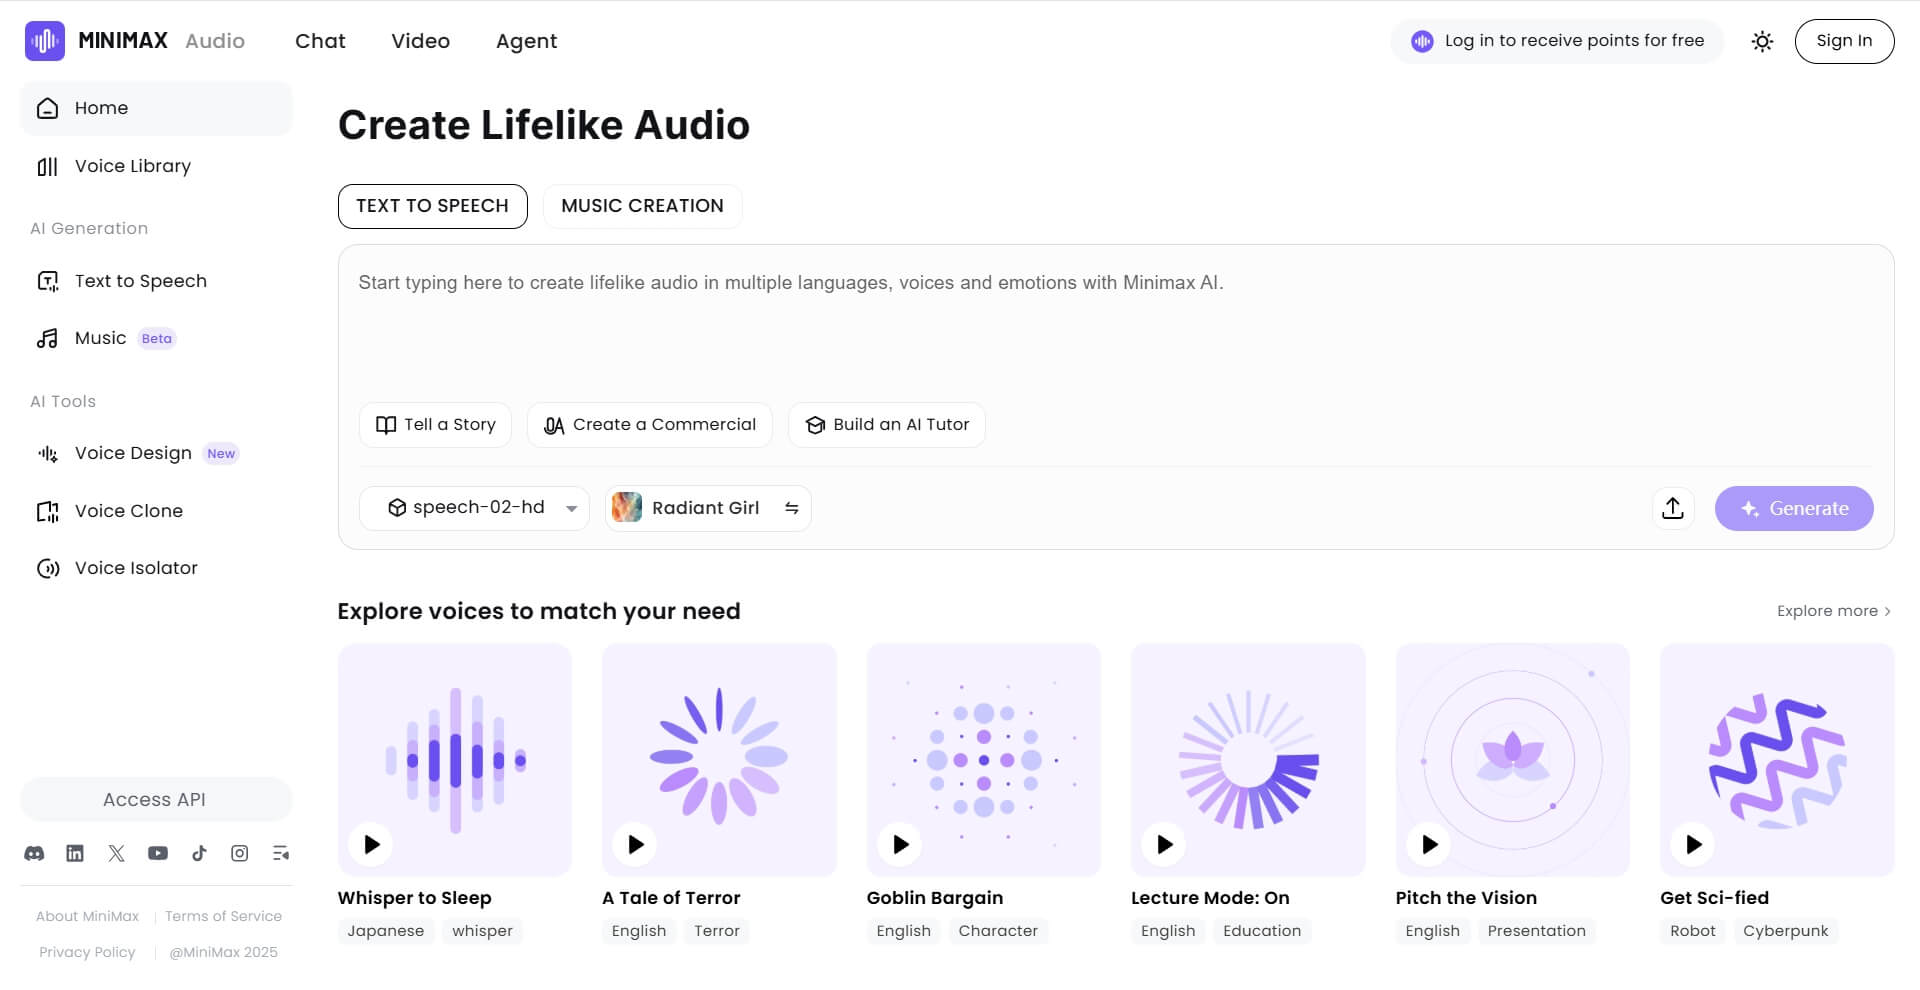 MINIMAX Audio
Chat
Video
Agent
Log in to receive points for free
Sign In
Home
Voice Library
AI Generation
Text to Speech
Music Beta
AI Tools
Voice Design New
Voice Clone
Voice Isolator
Access API
About MiniMax | Terms of Service
Privacy Policy | @MiniMax 2025
Create Lifelike Audio
TEXT TO SPEECH
MUSIC CREATION
Start typing here to create lifelike audio in multiple languages, voices and emotions with Minimax AI.
Tell a Story
Create a Commercial
Build an AI Tutor
speech-02-hd
Radiant Girl
Generate
Explore voices to match your need
Explore more >
Whisper to Sleep
Japanese whisper
A Tale of Terror
English Terror
Goblin Bargain
English Character
Lecture Mode: On
English Education
Pitch the Vision
English Presentation
Get Sci-fied
Robot Cyberpunk